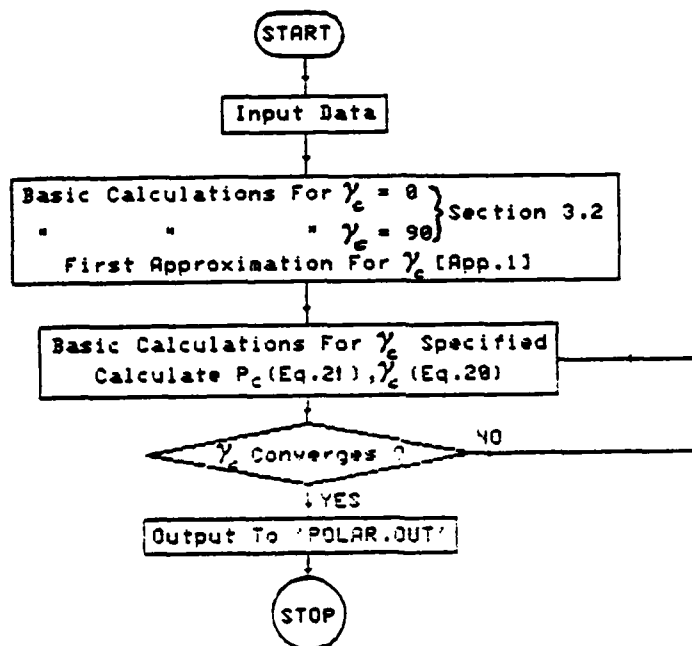 START
Input Data
Basic Calculations For γc = 0
" " " γc = 90
} Section 3.2
First Approximation For γc [App.1]
Basic Calculations For γc Specified
Calculate Pc(Eq.21),γc (Eq.20)
γc Converges ?
NO
YES
Output To 'POLAR.OUT'
STOP